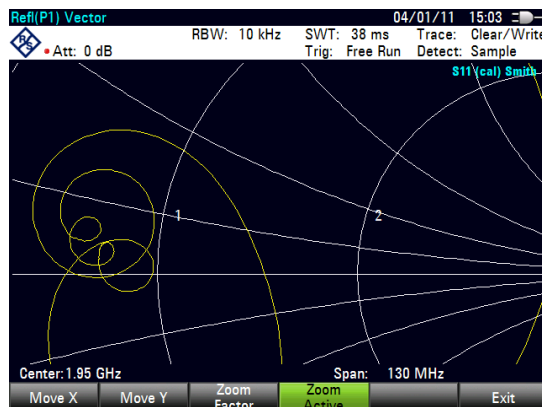 Refl(P1) Vector 04/01/11 15:03
RBW: 10 kHz SWT: 38 ms Trace: Clear/Write
Att: 0 dB Trig: Free Run Detect: Sample
S11 (cal) Smith
1
2
Center: 1.95 GHz Span: 130 MHz
Move X Move Y Zoom Factor Zoom Active Exit